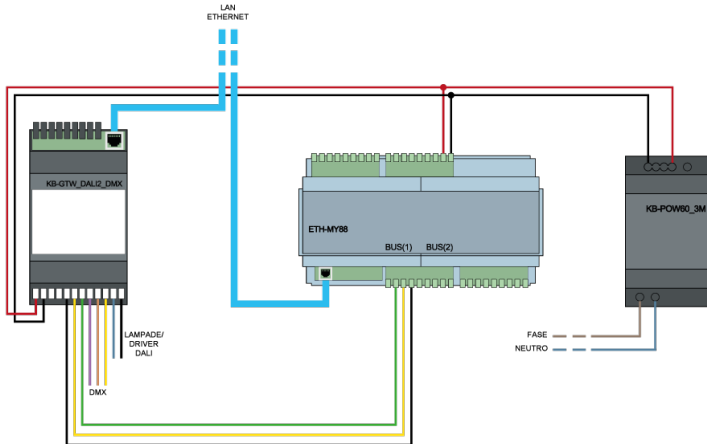 LAN
ETHERNET
KB-GTW_DALI2_DMX
KB-POW60_3M
ETH-MY88
BUS(1) BUS(2)
LAMPADE/
DRIVER
DALI
FASE
NEUTRO
DMX